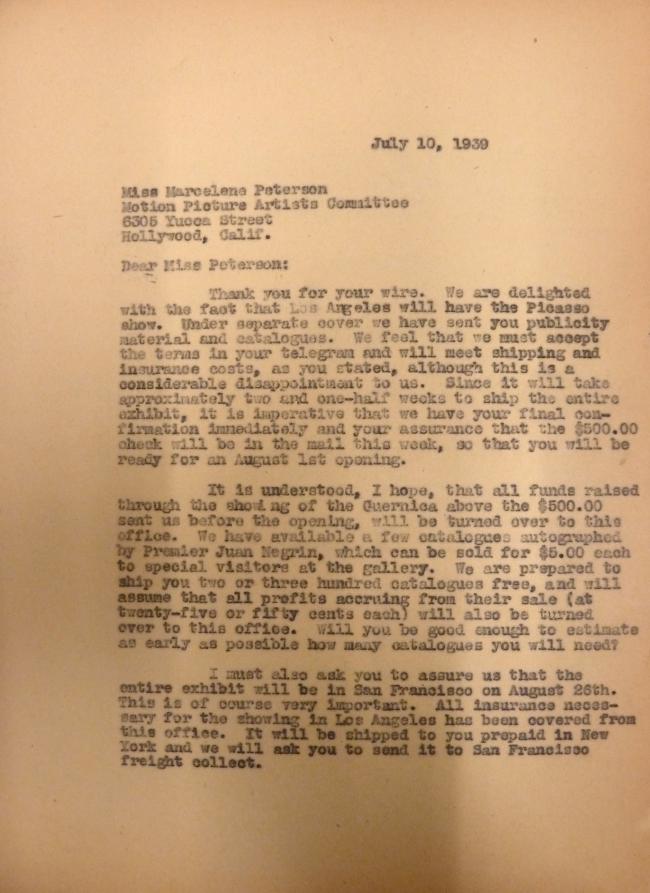 July 10, 1939
Miss Marcelene Peterson
Motion Picture Artists Committee
6305 Yucca Street
Hollywood, Calif.
Dear Miss Peterson:
Thank you for your wire. We are delighted
with the fact that Los Angeles will have the Picasso
show. Under separate cover we have sent you publicity
material and catalogues. We feel that we must accept
the terms in your telegram and will meet shipping and
insurance costs, as you stated, although this is a
considerable disappointment to us. Since it will take
approximately two and one-half weeks to ship the entire
exhibit, it is imperative that we have your final con-
firmation immediately and your assurance that the $500.00
check will be in the mail this week, so that you will be
ready for an August 1st opening.
It is understood, I hope, that all funds raised
through the showing of the Guernica above the $500.00
sent us before the opening, will be turned over to this
office. We have available a few catalogues autographed
by Premier Juan Negrin, which can be sold for $5.00 each
to special visitors at the gallery. We are prepared to
ship you two or three hundred catalogues free, and will
assume that all profits accruing from their sale (at
twenty-five or fifty cents each) will also be turned
over to this office. Will you be good enough to estimate
as early as possible how many catalogues you will need?
I must also ask you to assure us that the
entire exhibit will be in San Francisco on August 26th.
This is of course very important. All insurance neces-
sary for the showing in Los Angeles has been covered from
this office. It will be shipped to you prepaid in New
York and we will ask you to send it to San Francisco
freight collect.